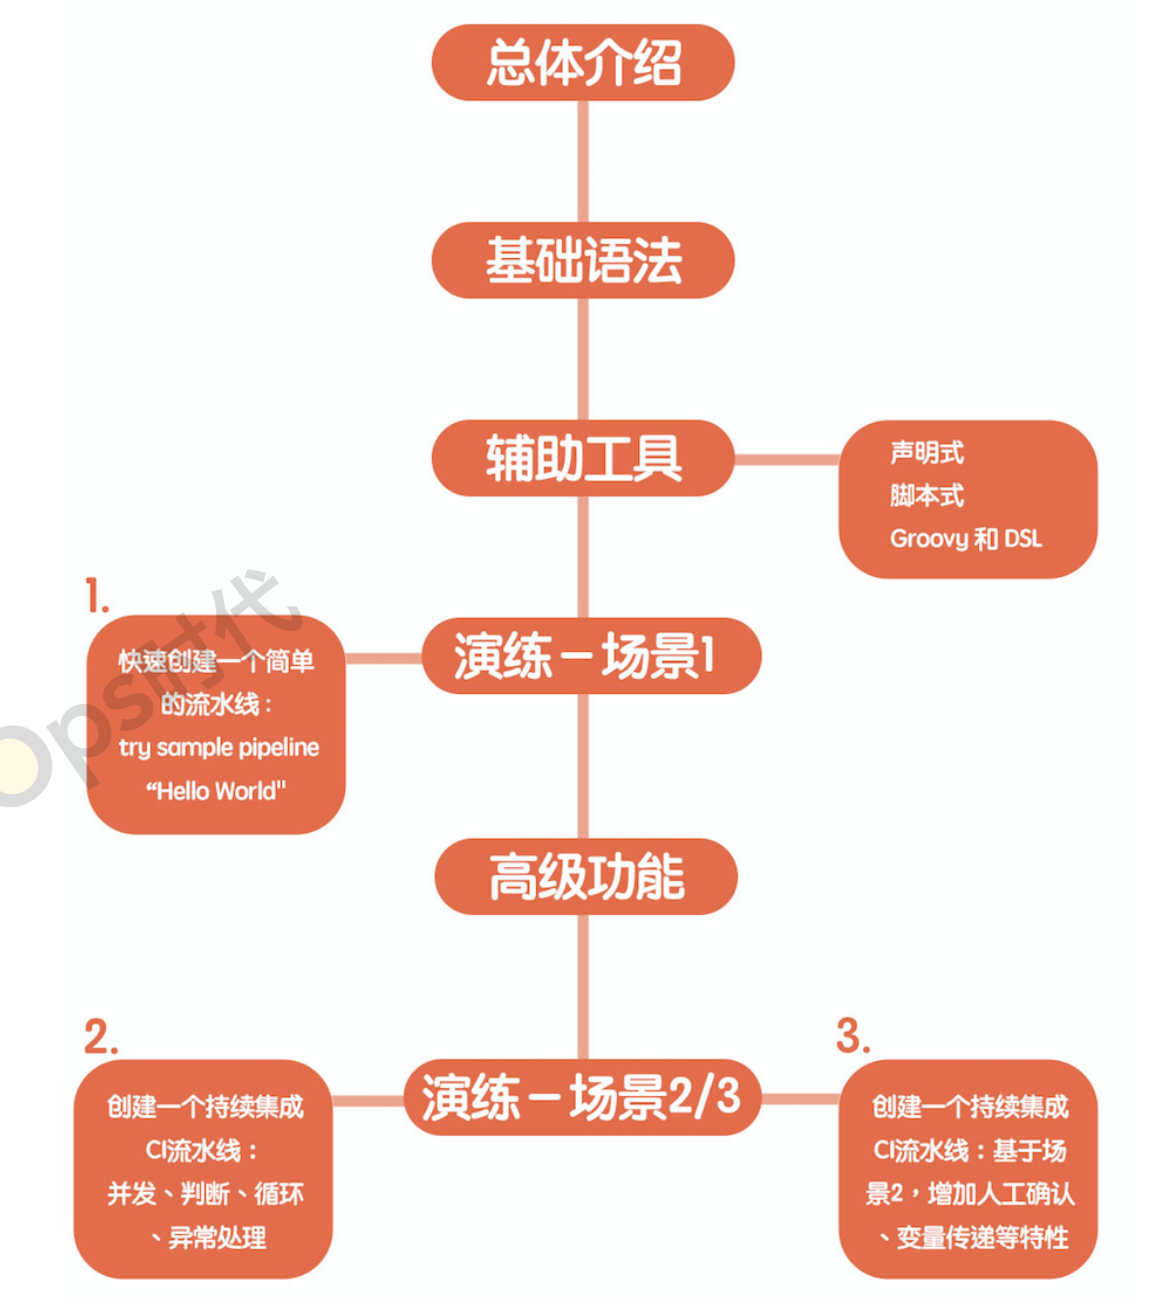 总体介绍
基础语法
辅助工具
声明式
脚本式
Groovy 和 DSL
1.
快速创建一个简单
的流水线：
try sample pipeline
“Hello World"
演练－场景1
Ops时代
高级功能
2.
创建一个持续集成
CI流水线：
并发、判断、循环
、异常处理
演练－场景2/3
3.
创建一个持续集成
CI流水线：基于场
景2，增加人工确认
、变量传递等特性